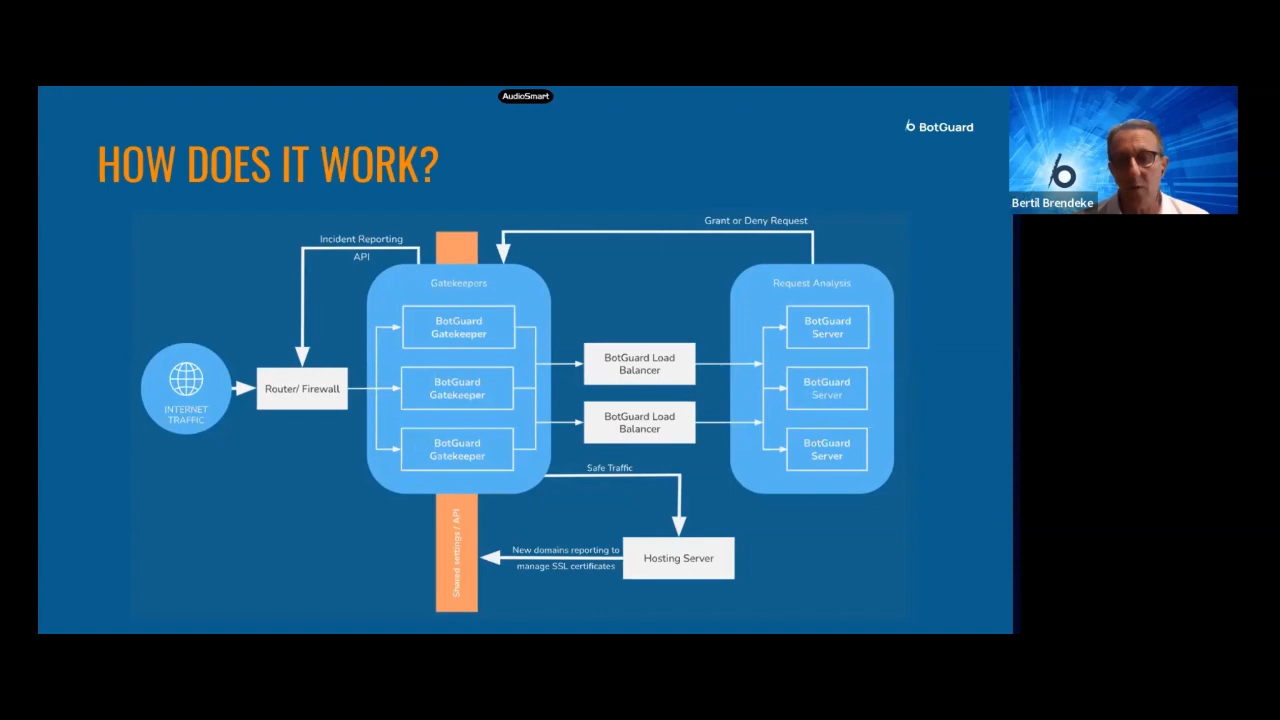 AudioSmart
BotGuard
HOW DOES IT WORK?
Bertil Brendeke
Grant or Deny Request
Incident Reporting
API
Gatekeepers
Request Analysis
BotGuard
Gatekeeper
BotGuard
Server
BotGuard Load
Balancer
INTERNET
TRAFFIC
Router/ Firewall
BotGuard
Gatekeeper
BotGuard
Server
BotGuard Load
Balancer
BotGuard
Gatekeeper
BotGuard
Server
Safe Traffic
Shared settings / API
New domains reporting to
manage SSL certificates
Hosting Server